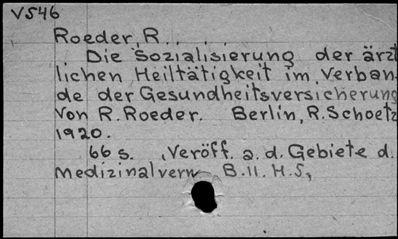 V546
Roeder, R.
Die Sozialisierung der ärzt
lichen Heiltätigkeit im Verban
de der Gesundheitsversicherung
von R. Roeder. Berlin, R. Schoetz
1920.
66 s. Veröff. a. d. Gebiete d.
Medizinalverw B. 11. H. 5,